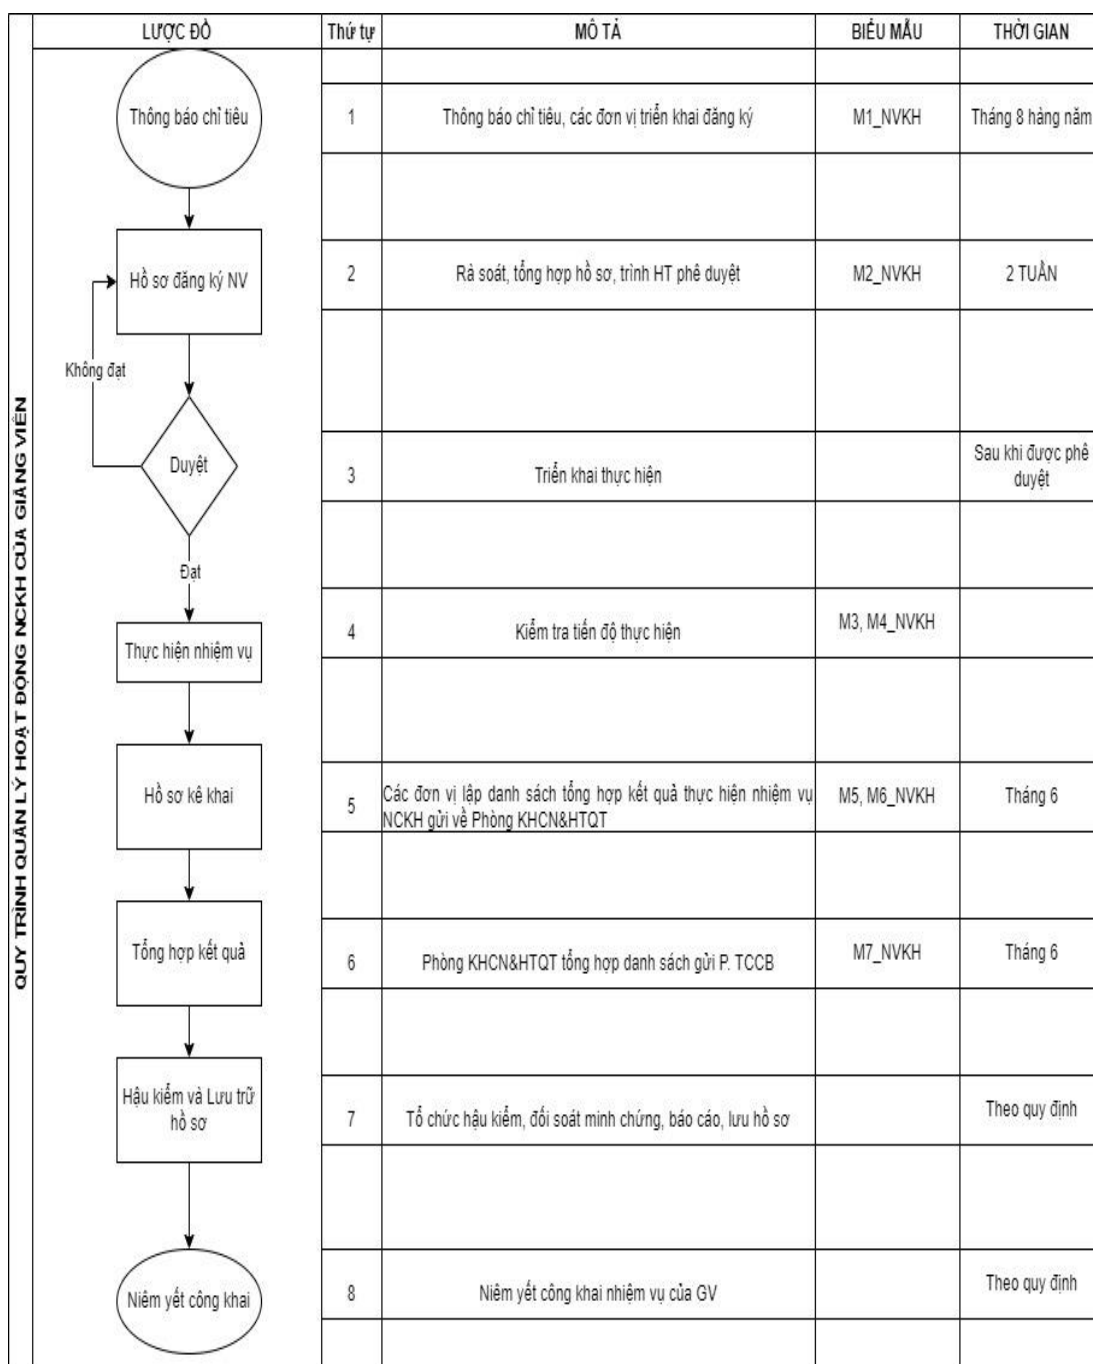 QUY TRÌNH QUẢN LÝ HOẠT ĐỘNG NCKH CỦA GIẢNG VIÊN
LƯỢC ĐỒ
Thứ tự
MÔ TẢ
BIỂU MẪU
THỜI GIAN
Thông báo chỉ tiêu
1
Thông báo chỉ tiêu, các đơn vị triển khai đăng ký
M1_NVKH
Tháng 8 hàng năm
Hồ sơ đăng ký NV
2
Rà soát, tổng hợp hồ sơ, trình HT phê duyệt
M2_NVKH
2 TUẦN
Không đạt
Duyệt
3
Triển khai thực hiện
Sau khi được phê
duyệt
Đạt
Thực hiện nhiệm vụ
4
Kiểm tra tiến độ thực hiện
M3, M4_NVKH
Hồ sơ kê khai
5
Các đơn vị lập danh sách tổng hợp kết quả thực hiện nhiệm vụ
NCKH gửi về Phòng KHCN&HTQT
M5, M6_NVKH
Tháng 6
Tổng hợp kết quả
6
Phòng KHCN&HTQT tổng hợp danh sách gửi P. TCCB
M7_NVKH
Tháng 6
Hậu kiểm và Lưu trữ
hồ sơ
7
Tổ chức hậu kiểm, đối soát minh chứng, báo cáo, lưu hồ sơ
Theo quy định
Niêm yết công khai
8
Niêm yết công khai nhiệm vụ của GV
Theo quy định